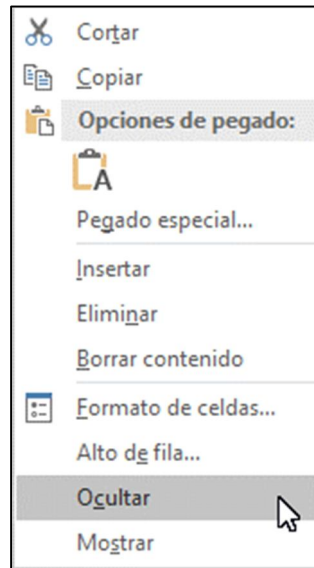 Cortar
Copiar
Opciones de pegado:
A
Pegado especial...
Insertar
Eliminar
Borrar contenido
Formato de celdas...
Alto de fila...
Ocultar
Mostrar